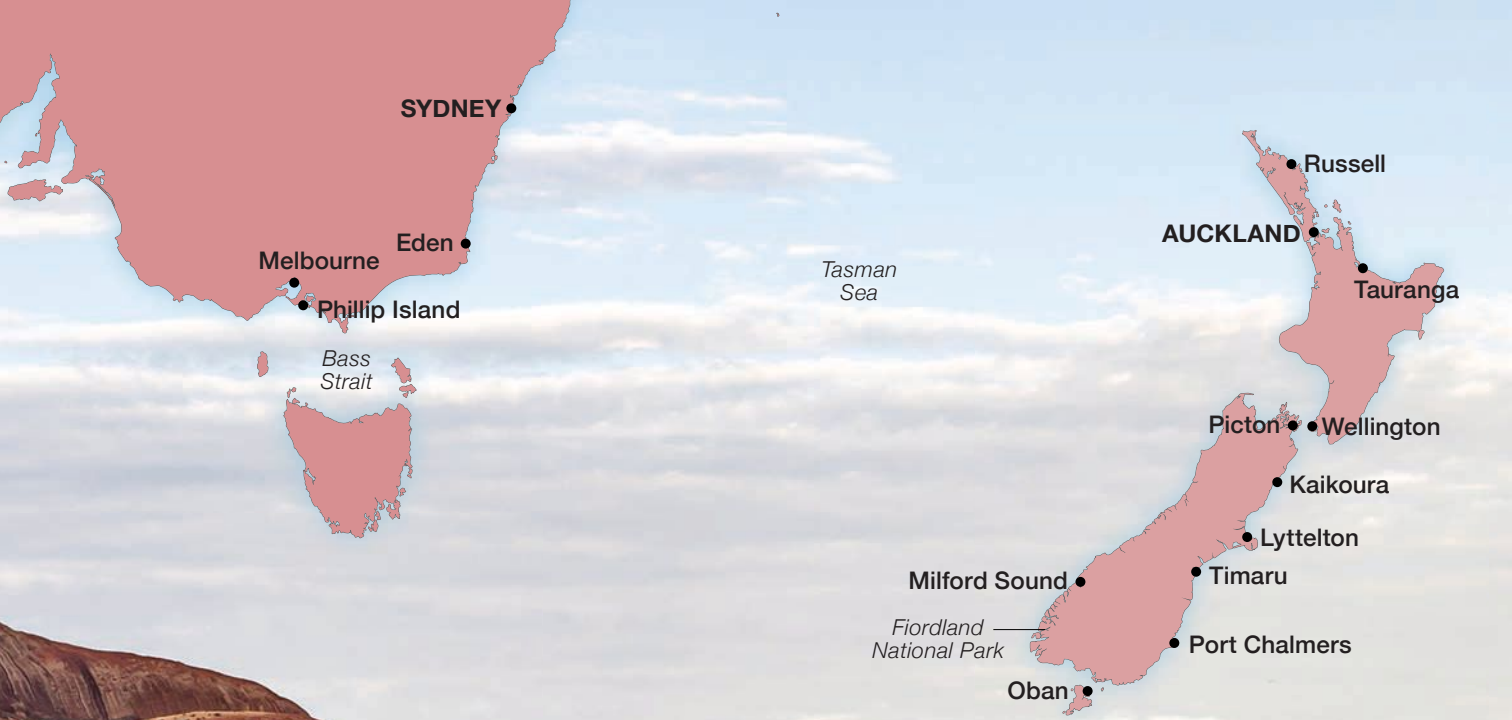 SYDNEY
Eden
Melbourne
Phillip Island
Bass
Strait
Tasman
Sea
Russell
AUCKLAND
Tauranga
Picton
Wellington
Kaikoura
Lyttelton
Milford Sound
Timaru
Fiordland
National Park
Port Chalmers
Oban